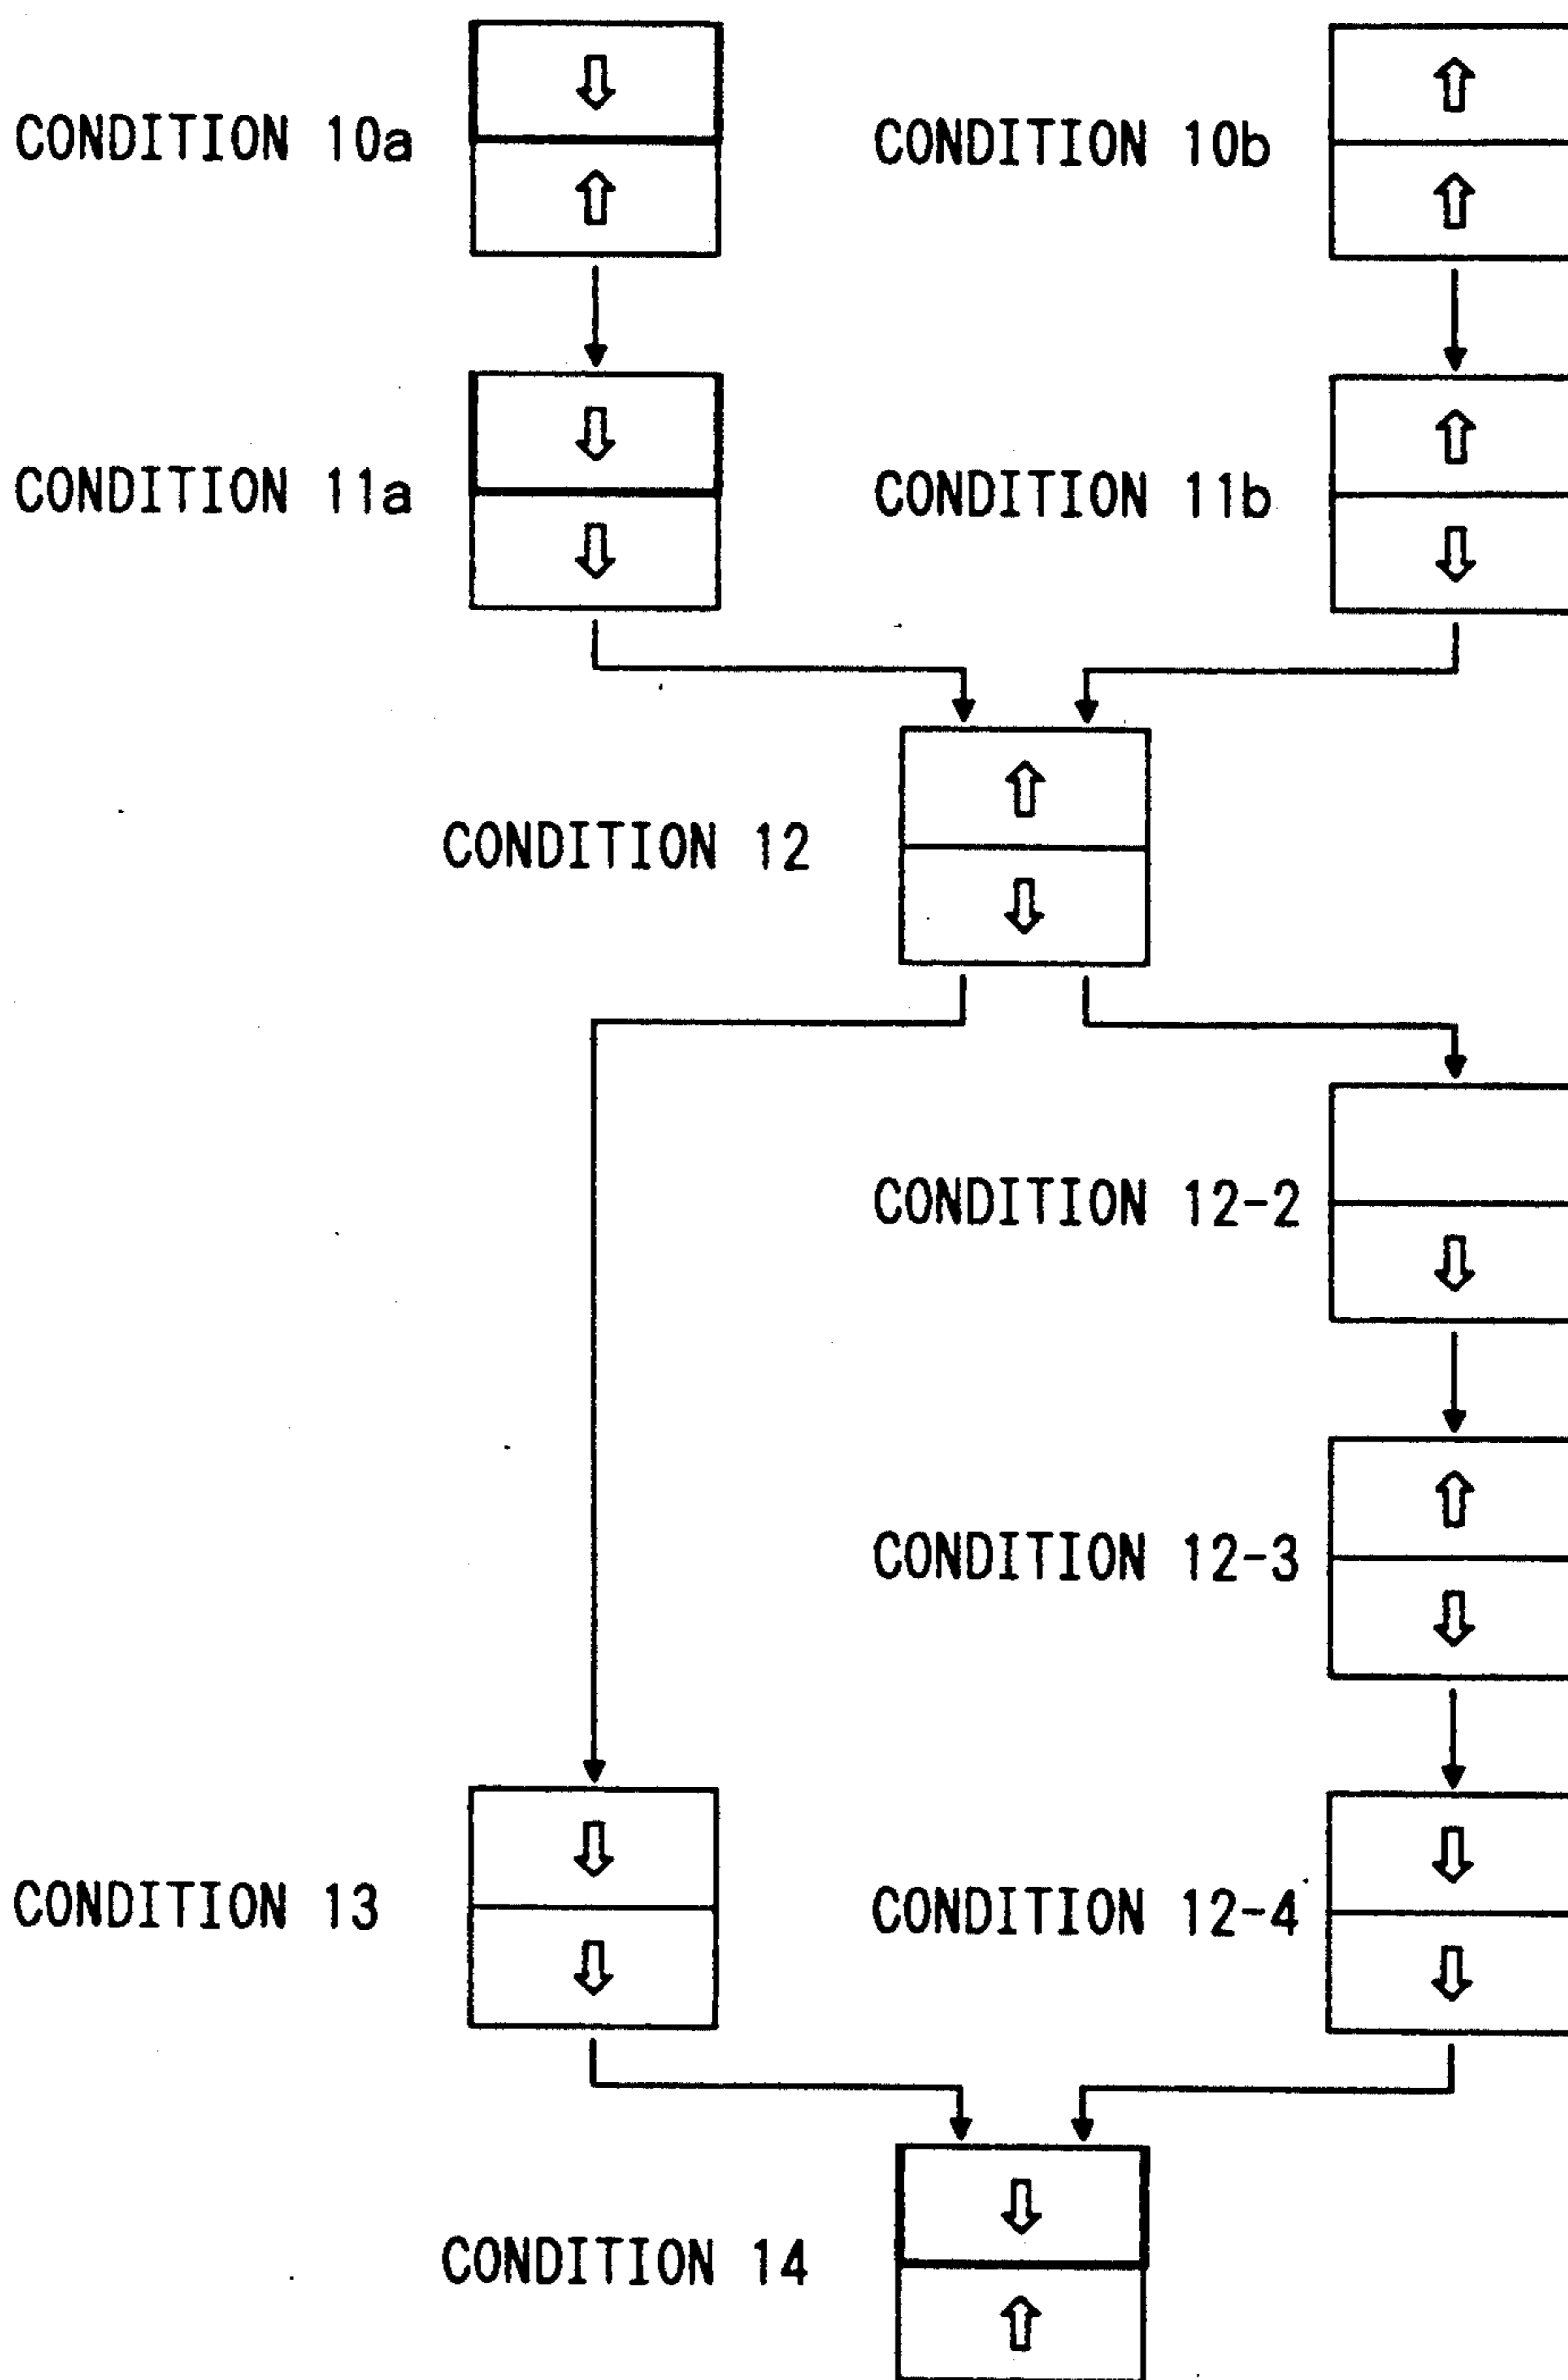 CONDITION 10a
CONDITION 10b
CONDITION 11a
CONDITION 11b
CONDITION 12
CONDITION 12-2
CONDITION 12-3
CONDITION 13
CONDITION 12-4
CONDITION 14